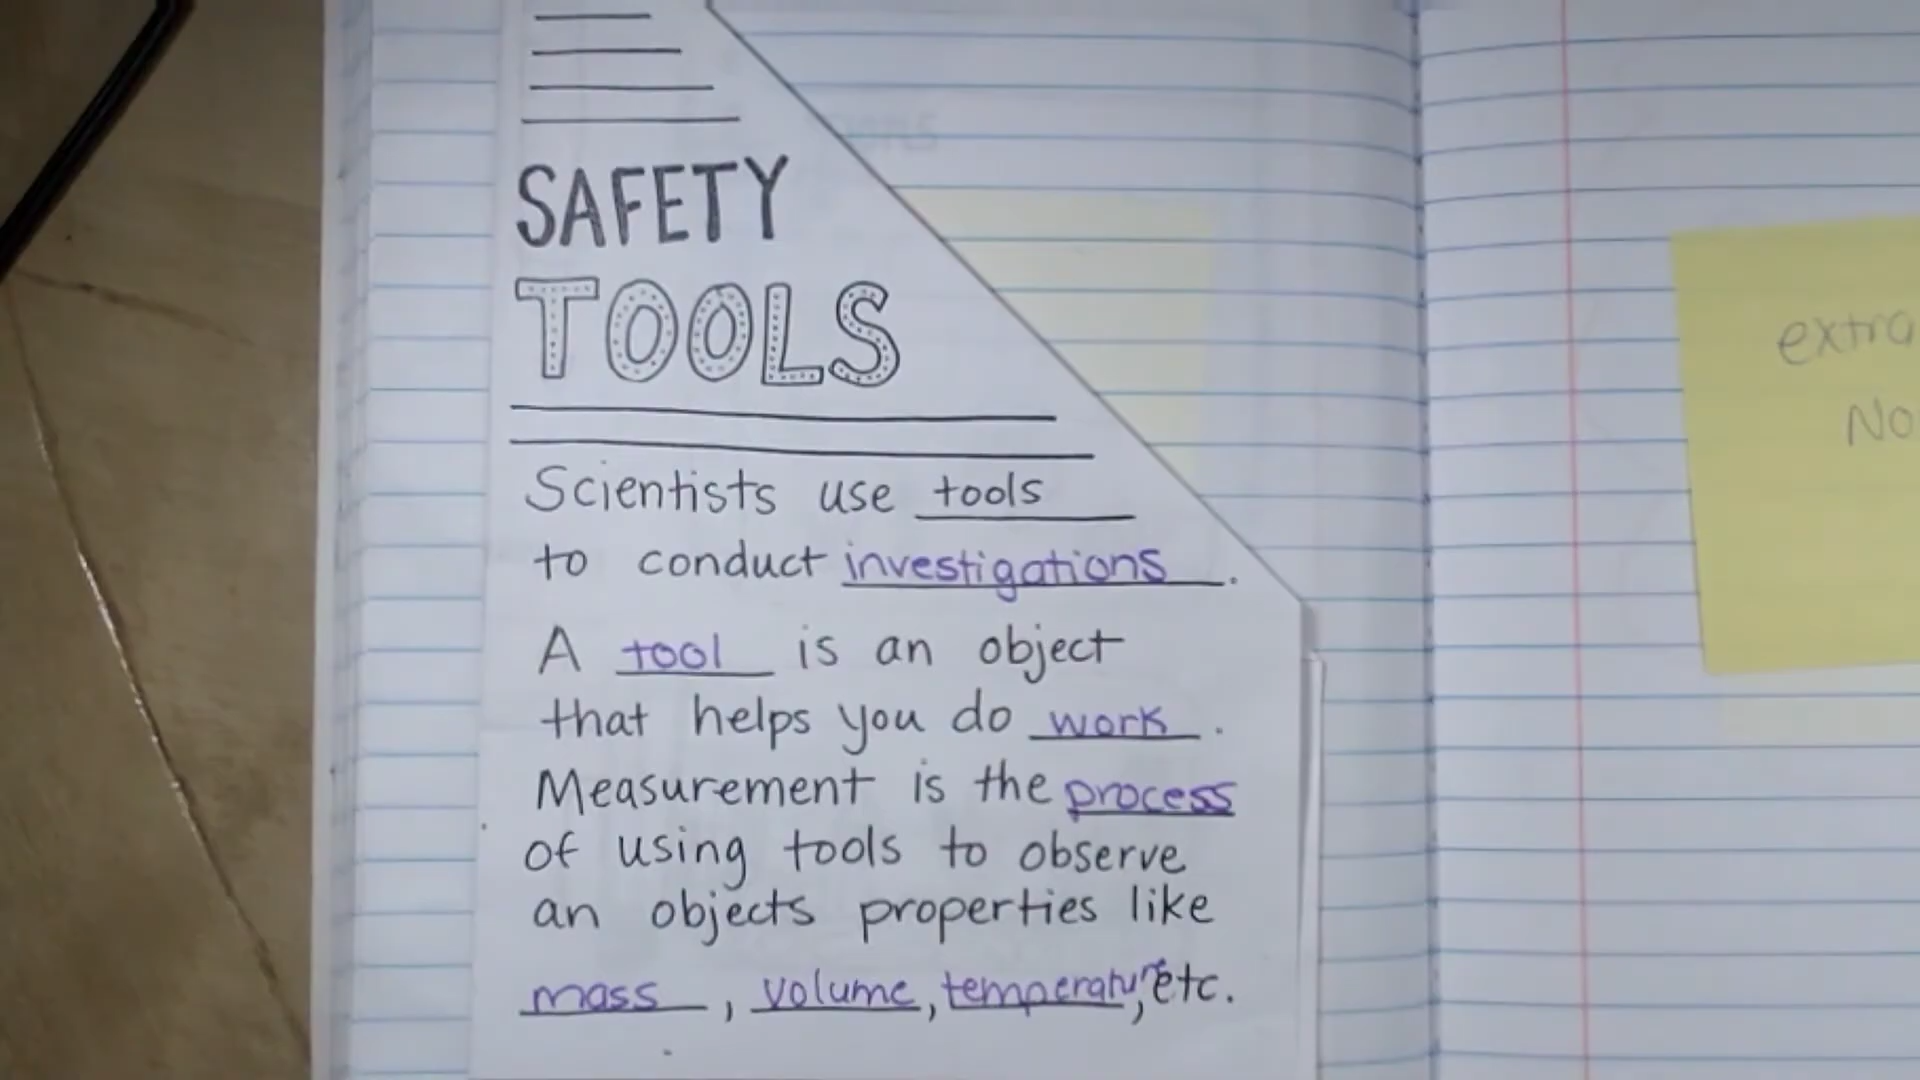 SAFETY
TOOLS
Scientists use tools
to conduct investigations.
A tool is an object
that helps you do work.
Measurement is the process
of using tools to observe
an objects properties like
mass, volume, temperature, etc.
extra
No